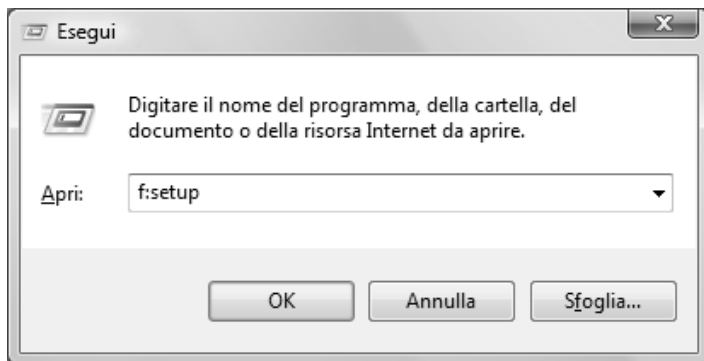 Esegui
Digitare il nome del programma, della cartella, del
documento o della risorsa Internet da aprire.
Apri: f:setup
OK Annulla Sfoglia...